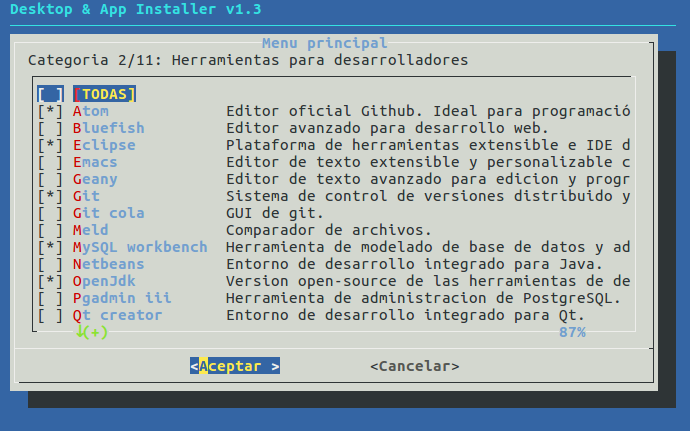 Desktop & App Installer v1.3
Menu principal
Categoria 2/11: Herramientas para desarrolladores
[ ] [TODAS]
[*] Atom Editor oficial Github. Ideal para programació
[ ] Bluefish Editor avanzado para desarrollo web.
[*] Eclipse Plataforma de herramientas extensible e IDE d
[ ] Emacs Editor de texto extensible y personalizable c
[ ] Geany Editor de texto avanzado para edicion y progr
[*] Git Sistema de control de versiones distribuido y
[ ] Git cola GUI de git.
[ ] Meld Comparador de archivos.
[*] MySQL workbench Herramienta de modelado de base de datos y ad
[ ] Netbeans Entorno de desarrollo integrado para Java.
[*] OpenJdk Version open-source de las herramientas de de
[ ] Pgadmin iii Herramienta de administracion de PostgreSQL.
[ ] Qt creator Entorno de desarrollo integrado para Qt.
↓(+) 87%
<Aceptar > <Cancelar>